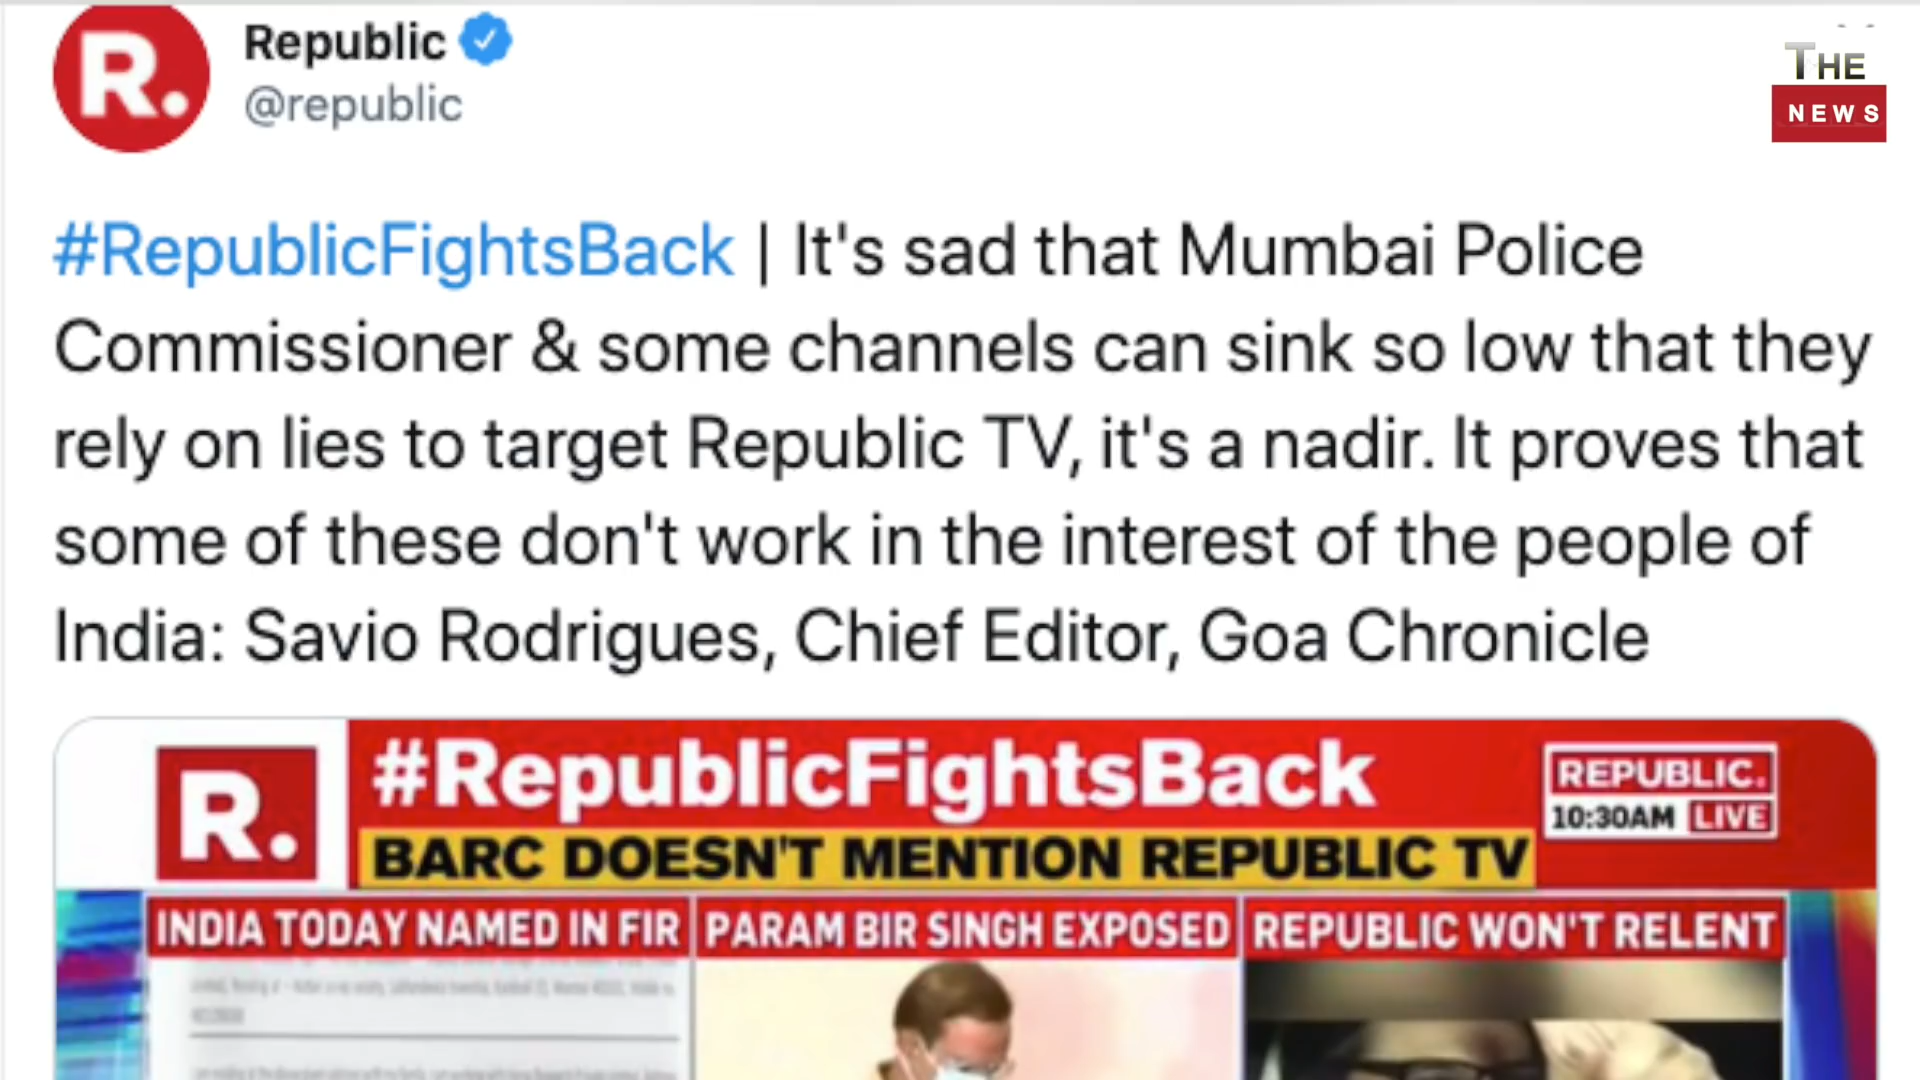 R.
Republic
@republic
THE
NEWS
#RepublicFightsBack | It's sad that Mumbai Police
Commissioner & some channels can sink so low that they
rely on lies to target Republic TV, it's a nadir. It proves that
some of these don't work in the interest of the people of
India: Savio Rodrigues, Chief Editor, Goa Chronicle
R.
#RepublicFightsBack
BARC DOESN'T MENTION REPUBLIC TV
REPUBLIC.
10:30AM LIVE
INDIA TODAY NAMED IN FIR
PARAM BIR SINGH EXPOSED
REPUBLIC WON'T RELENT